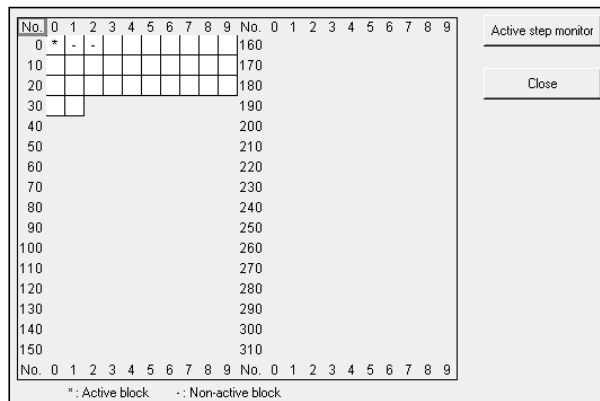 No. 0 1 2 3 4 5 6 7 8 9 No. 0 1 2 3 4 5 6 7 8 9
0 * - - 160
10 170
20 180
30 190
40 200
50 210
60 220
70 230
80 240
90 250
100 260
110 270
120 280
130 290
140 300
150 310
No. 0 1 2 3 4 5 6 7 8 9 No. 0 1 2 3 4 5 6 7 8 9
* : Active block - : Non-active block
Active step monitor
Close